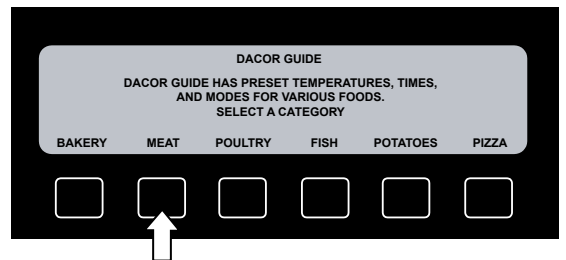 DACOR GUIDE
DACOR GUIDE HAS PRESET TEMPERATURES, TIMES,
AND MODES FOR VARIOUS FOODS.
SELECT A CATEGORY
BAKERY MEAT POULTRY FISH POTATOES PIZZA